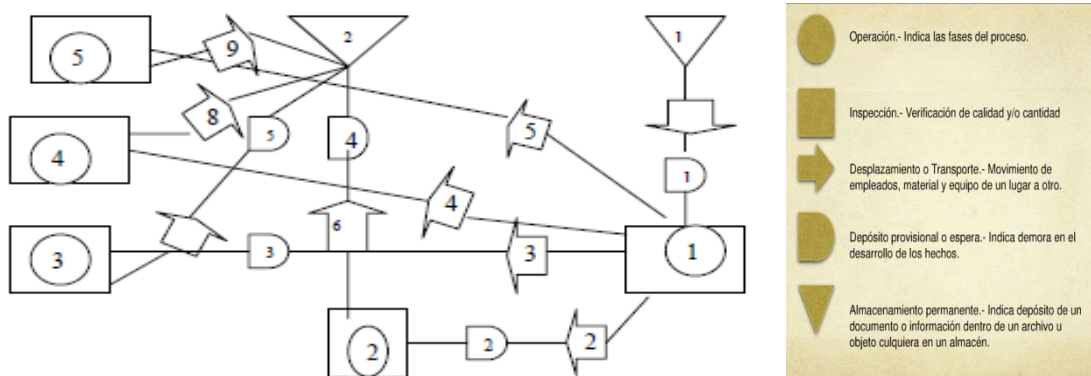 5
9
2
1
8
5
4
5
4
1
4
6
3
3
3
1
2
2
2
Operación.- Indica las fases del proceso.
Inspección.- Verificación de calidad y/o cantidad
Desplazamiento o Transporte.- Movimiento de
empleados, material y equipo de un lugar a otro.
Depósito provisional o espera.- Indica demora en el
desarrollo de los hechos.
Almacenamiento permanente.- Indica depósito de un
documento o información dentro de un archivo u
objeto culquiera en un almacén.